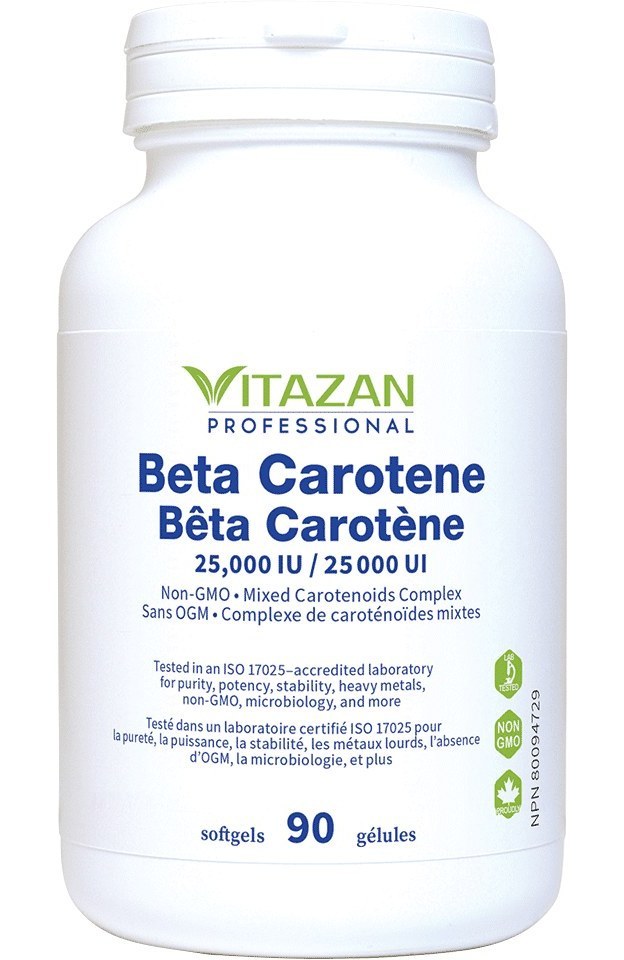 VITAZAN
PROFESSIONAL
Beta Carotene
Bêta Carotène
25,000 IU / 25 000 UI
Non-GMO • Mixed Carotenoids Complex
Sans OGM • Complexe de caroténoïdes mixtes
Tested in an ISO 17025–accredited laboratory
for purity, potency, stability, heavy metals,
non-GMO, microbiology, and more
Testé dans un laboratoire certifié ISO 17025 pour
la pureté, la puissance, la stabilité, les métaux lourds, l'absence
d'OGM, la microbiologie, et plus
LAB
TESTED
NON
GMO
PROUDLY
NPN 80094729
softgels 90 gélules